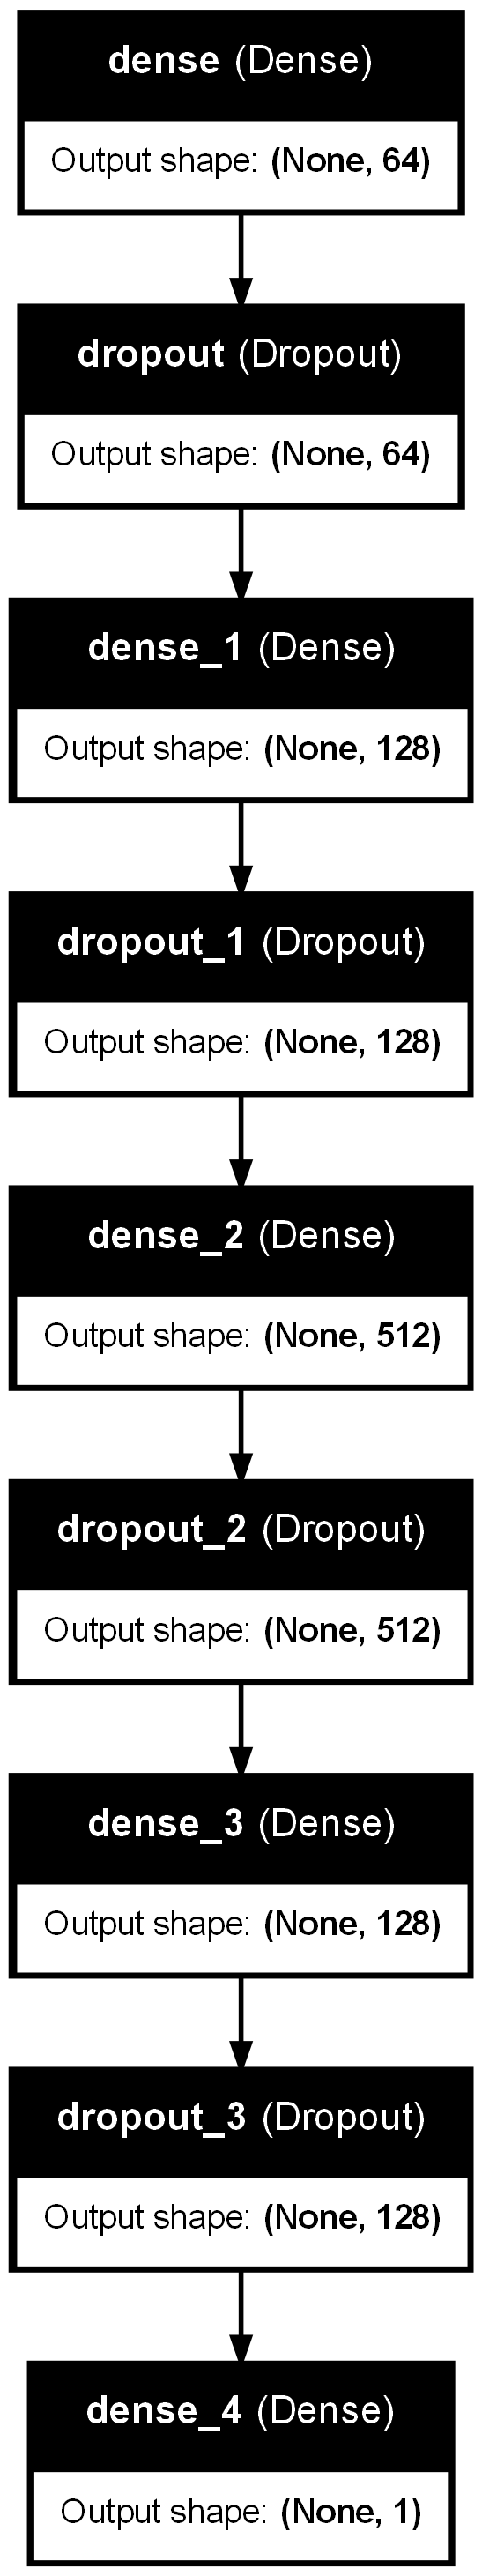 dense (Dense)
Output shape: (None, 64)
dropout (Dropout)
Output shape: (None, 64)
dense_1 (Dense)
Output shape: (None, 128)
dropout_1 (Dropout)
Output shape: (None, 128)
dense_2 (Dense)
Output shape: (None, 512)
dropout_2 (Dropout)
Output shape: (None, 512)
dense_3 (Dense)
Output shape: (None, 128)
dropout_3 (Dropout)
Output shape: (None, 128)
dense_4 (Dense)
Output shape: (None, 1)